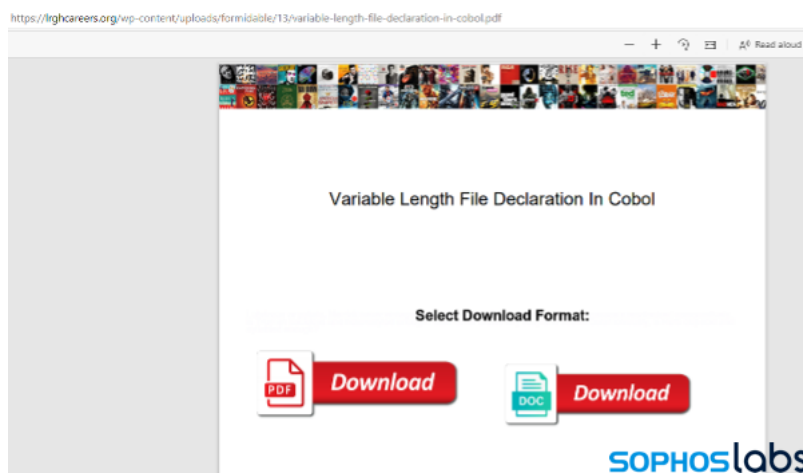 https://lrghcareers.org/wp-content/uploads/formidable/13/variable-length-file-declaration-in-cobol.pdf
Read aloud
Variable Length File Declaration In Cobol
Select Download Format:
PDF Download
DOC Download
SOPHOSlabs